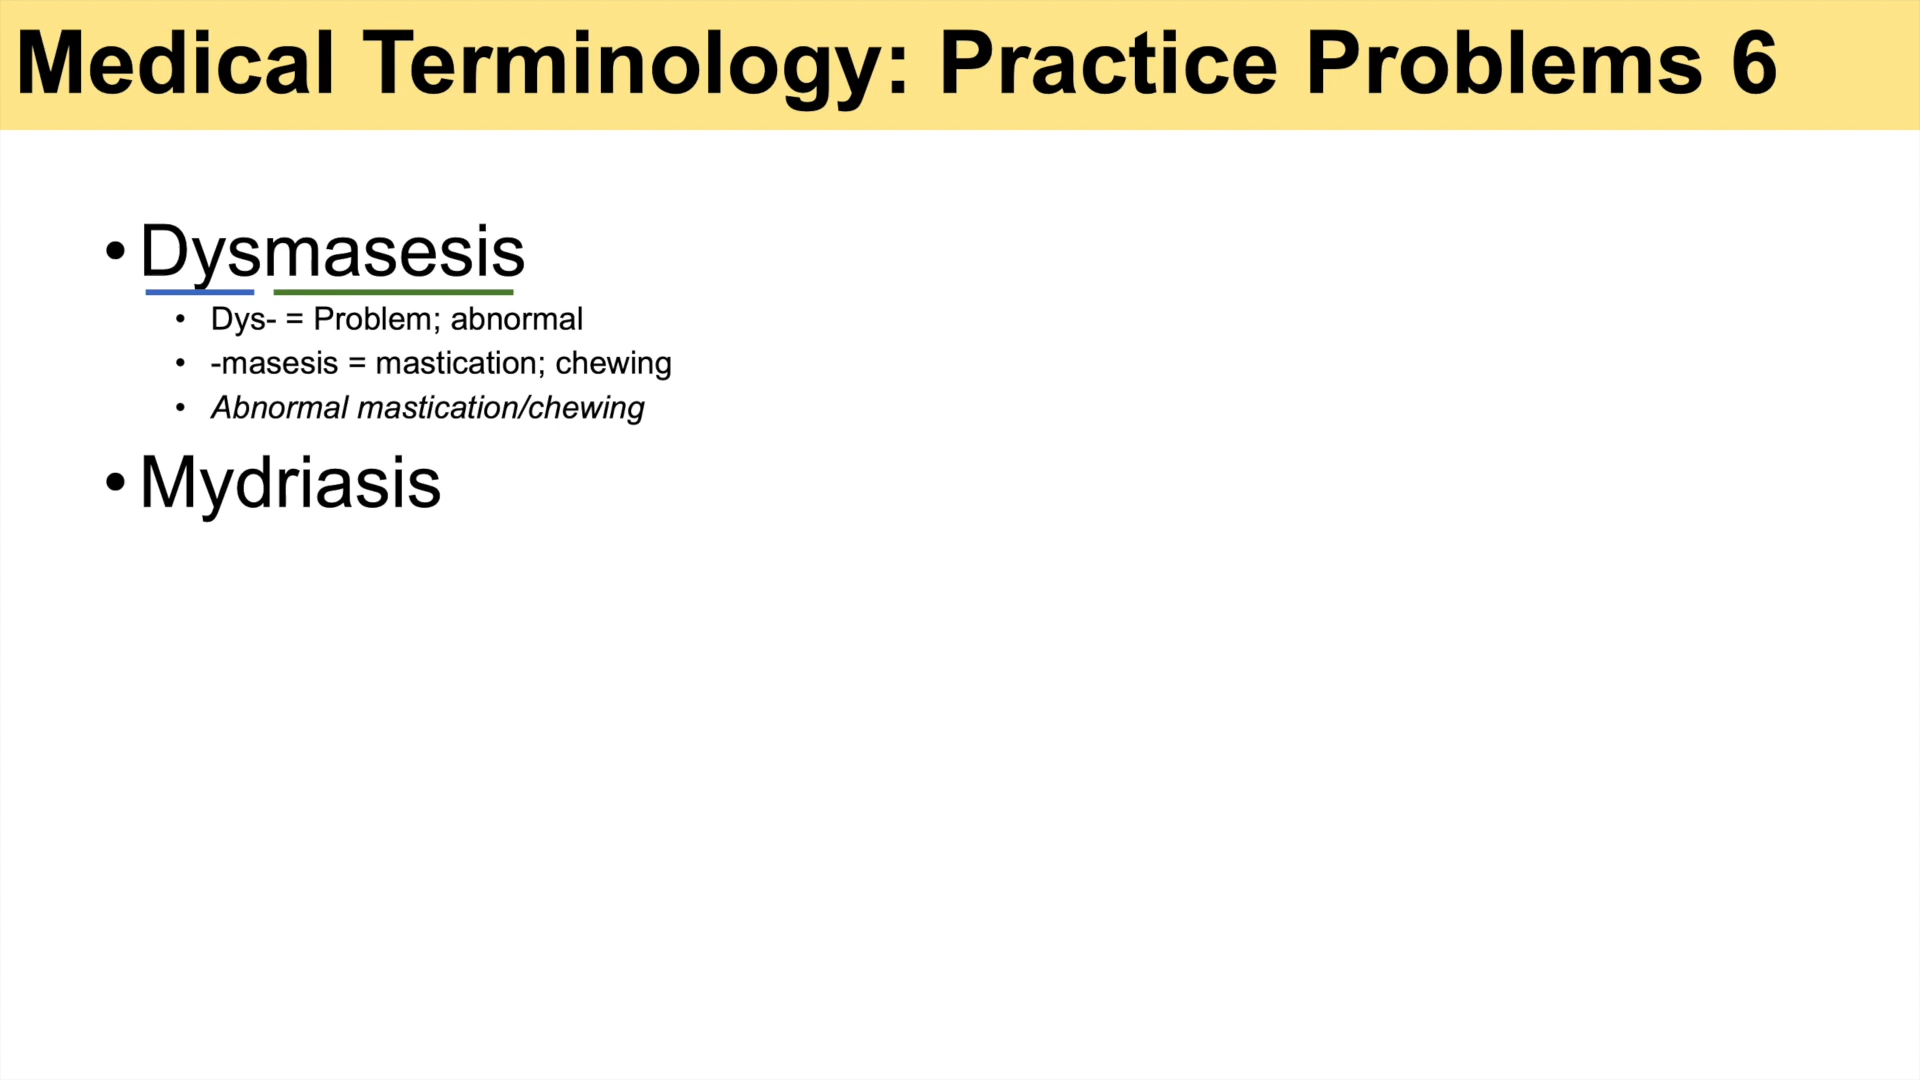 Medical Terminology: Practice Problems 6
• Dysmasesis
• Dys- = Problem; abnormal
• -masesis = mastication; chewing
• Abnormal mastication/chewing
• Mydriasis